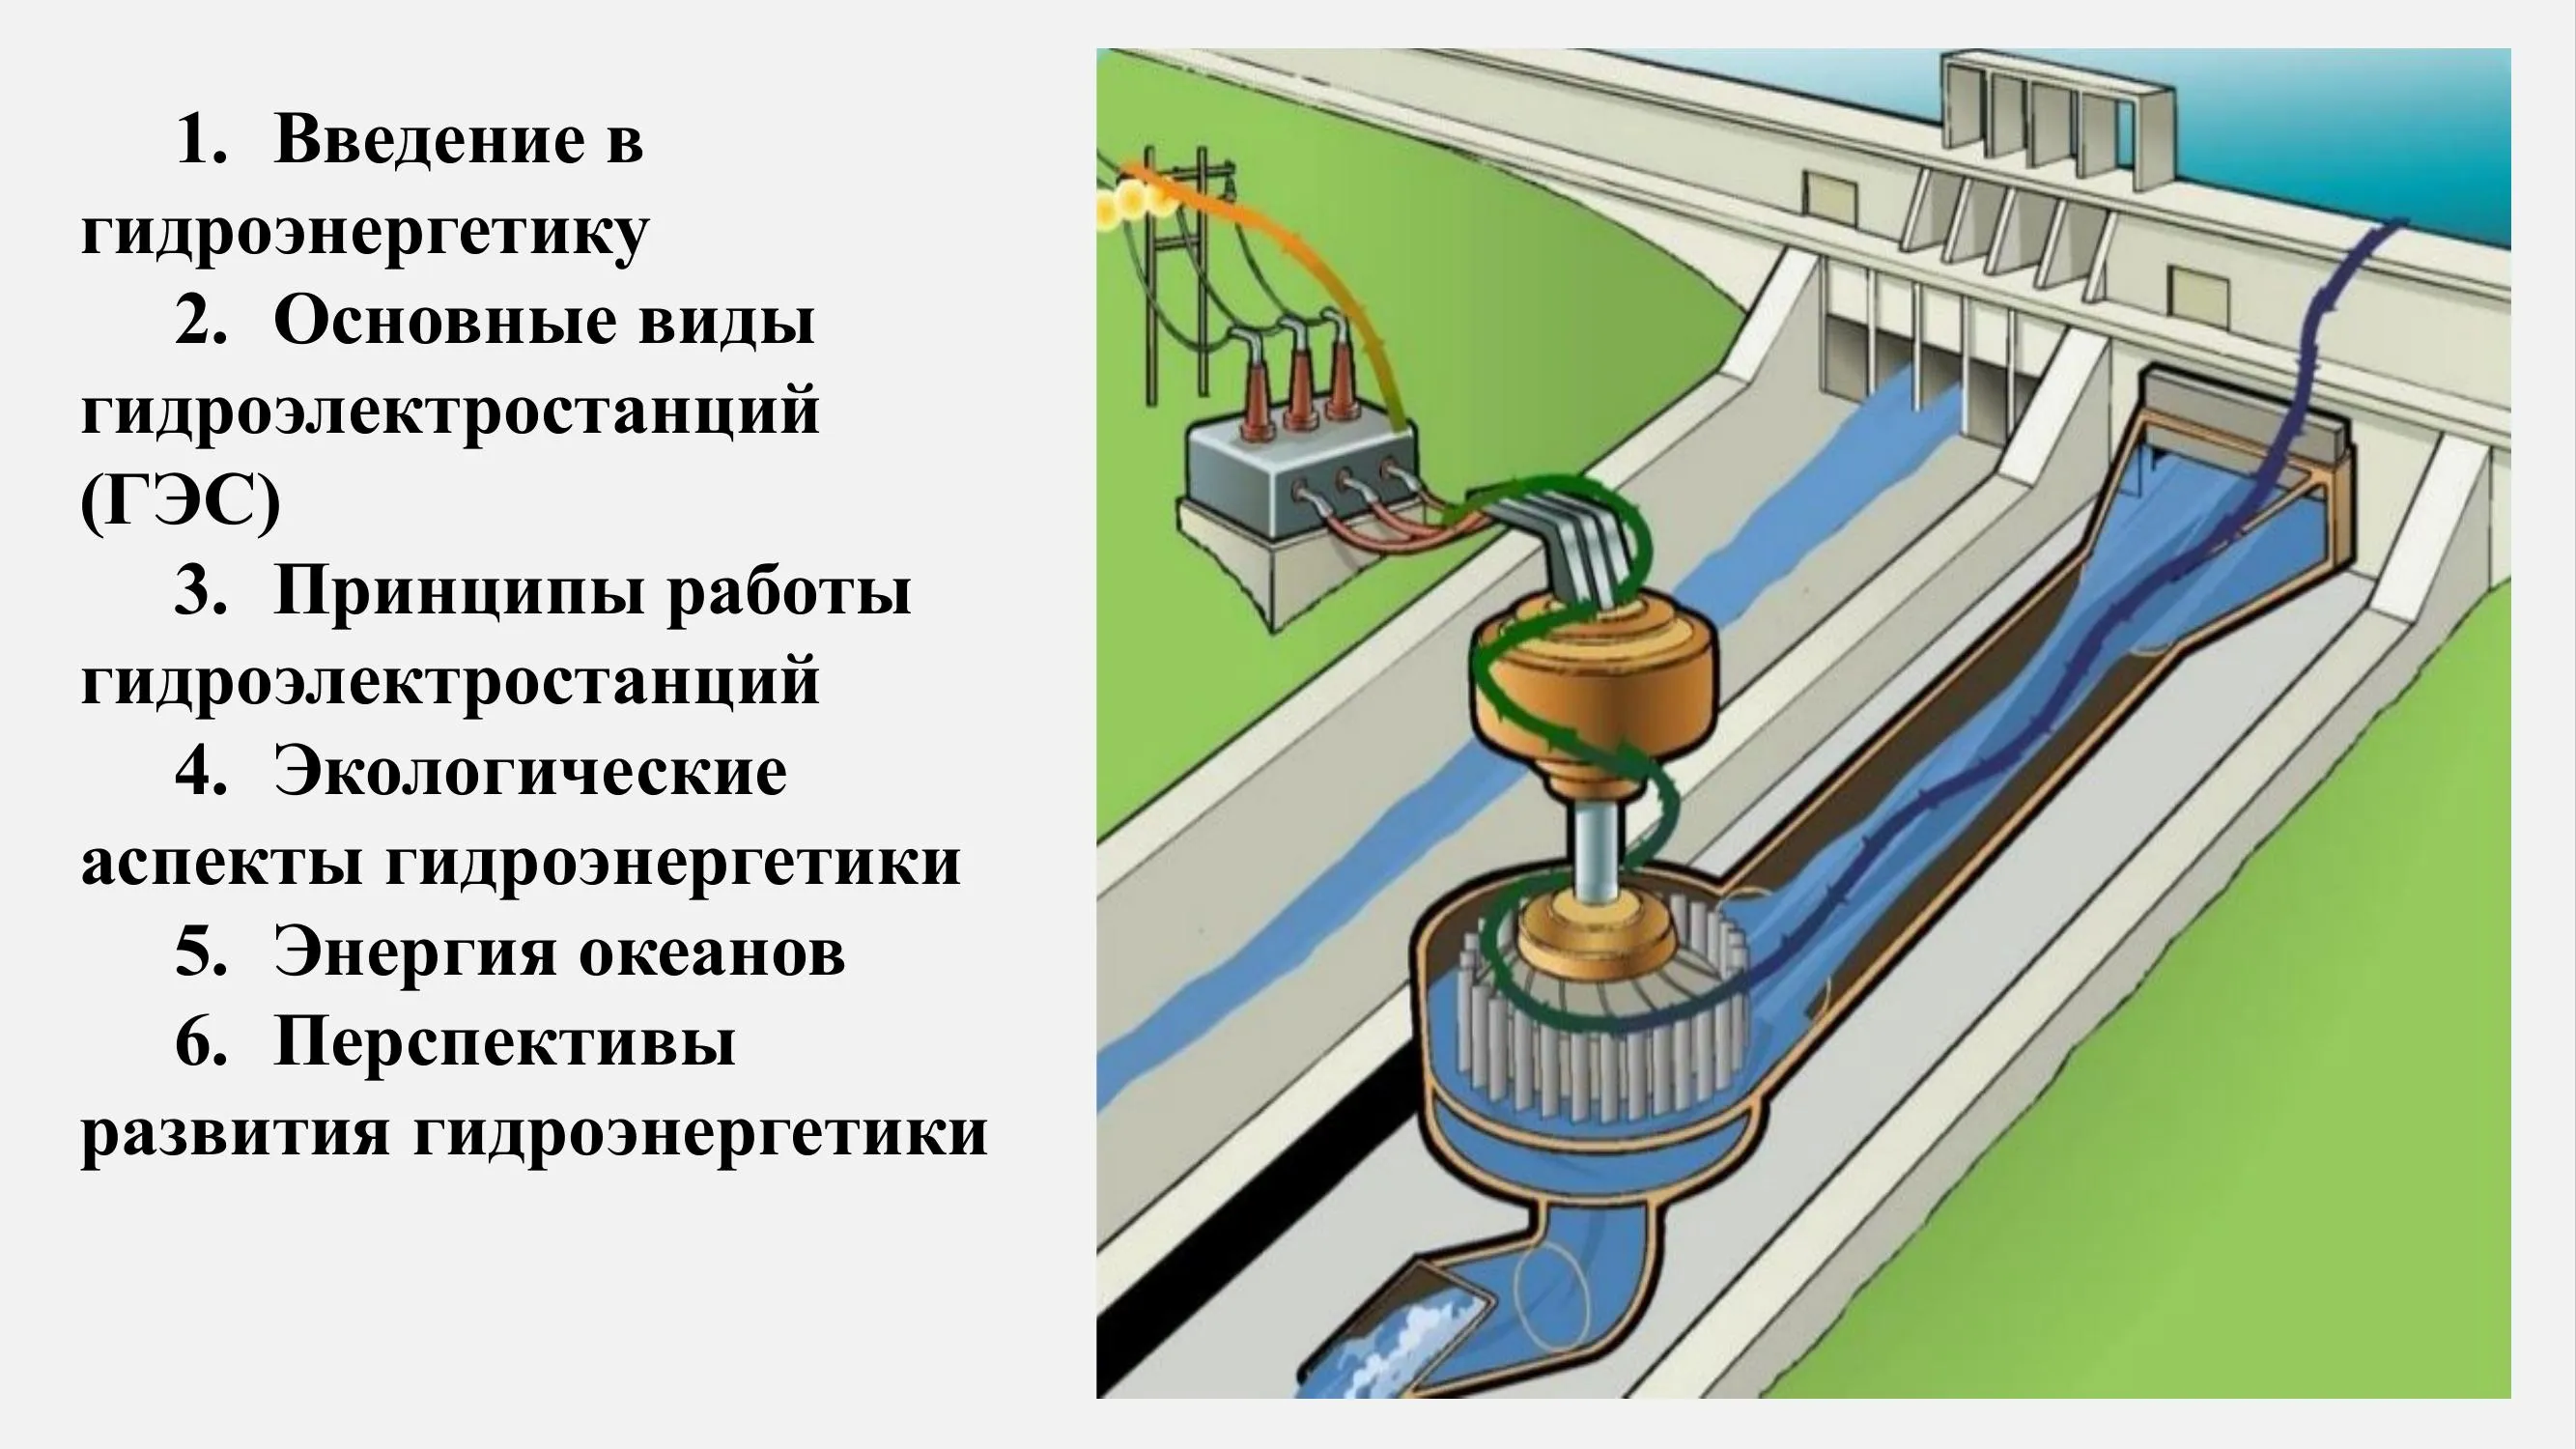 1. Введение в
гидроэнергетику
2. Основные виды
гидроэлектростанций
(ГЭС)
3. Принципы работы
гидроэлектростанций
4. Экологические
аспекты гидроэнергетики
5. Энергия океанов
6. Перспективы
развития гидроэнергетики